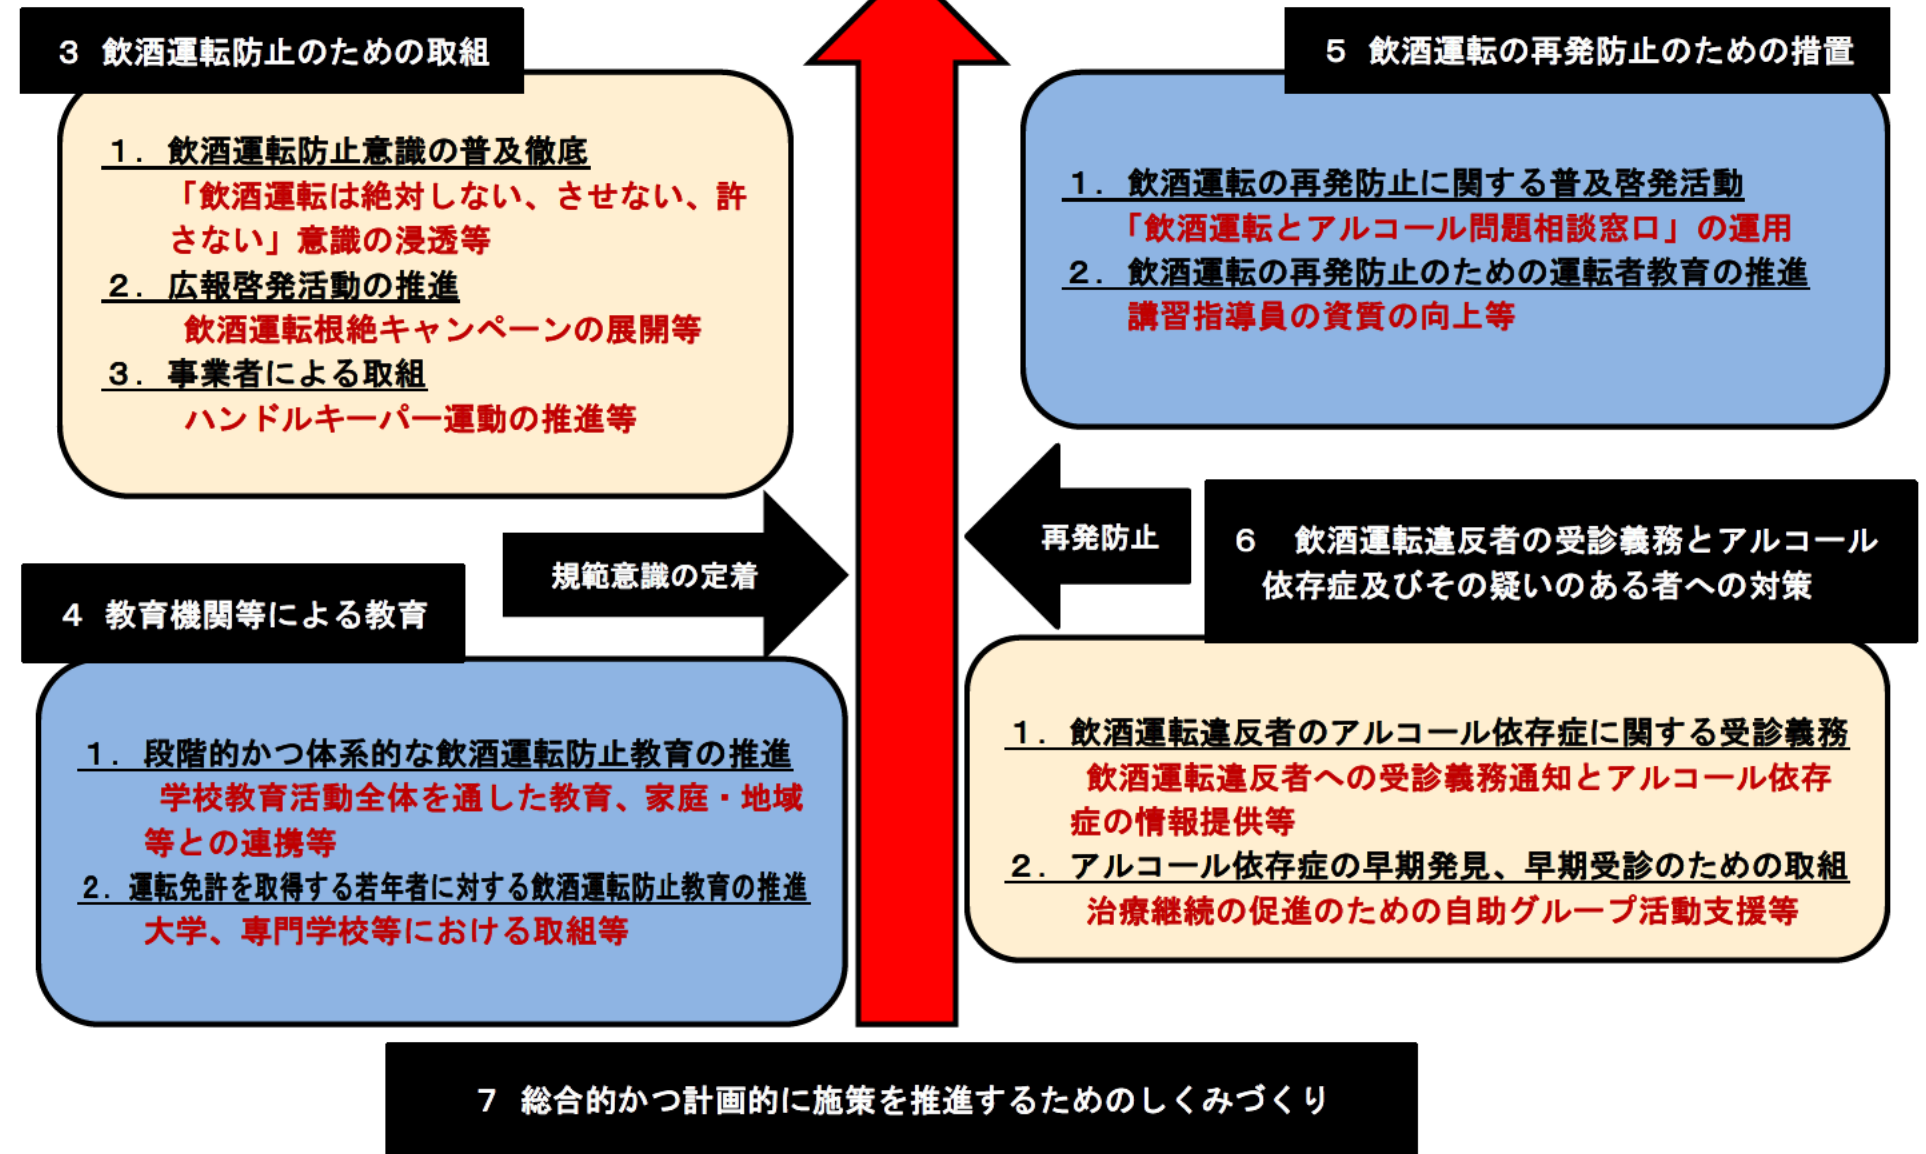 ３ 飲酒運転防止のための取組
１．飲酒運転防止意識の普及徹底
「飲酒運転は絶対しない、させない、許
さない」意識の浸透等
２．広報啓発活動の推進
飲酒運転根絶キャンペーンの展開等
３．事業者による取組
ハンドルキーパー運動の推進等
規範意識の定着
４ 教育機関等による教育
１．段階的かつ体系的な飲酒運転防止教育の推進
学校教育活動全体を通した教育、家庭・地域
等との連携等
２．運転免許を取得する若年者に対する飲酒運転防止教育の推進
大学、専門学校等における取組等
５ 飲酒運転の再発防止のための措置
１．飲酒運転の再発防止に関する普及啓発活動
「飲酒運転とアルコール問題相談窓口」の運用
２．飲酒運転の再発防止のための運転者教育の推進
講習指導員の資質の向上等
再発防止
６ 飲酒運転違反者の受診義務とアルコール
依存症及びその疑いのある者への対策
１．飲酒運転違反者のアルコール依存症に関する受診義務
飲酒運転違反者への受診義務通知とアルコール依存
症の情報提供等
２．アルコール依存症の早期発見、早期受診のための取組
治療継続の促進のための自助グループ活動支援等
７ 総合的かつ計画的に施策を推進するためのしくみづくり